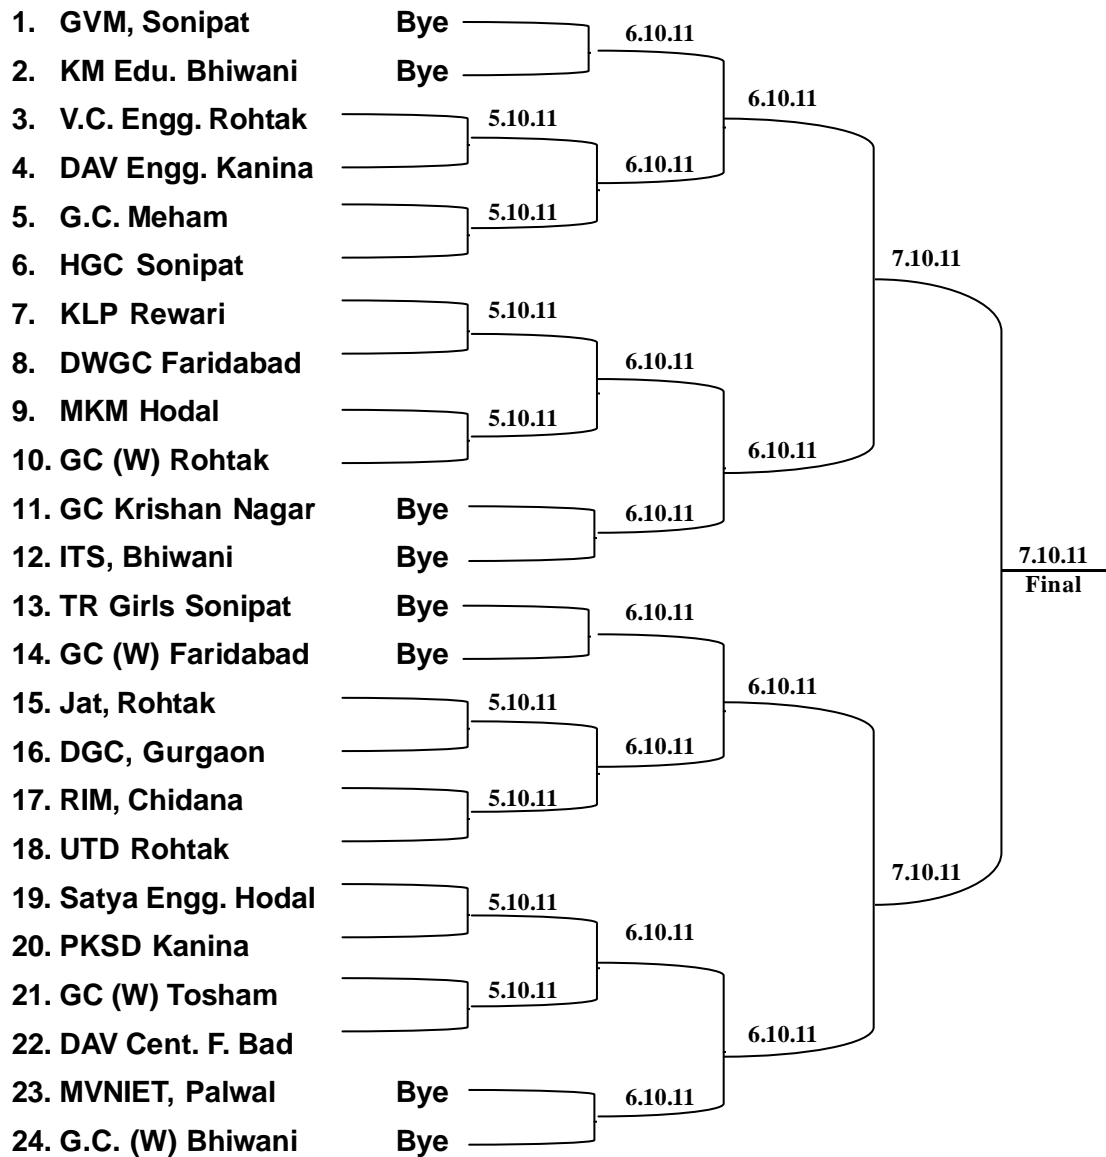 1. GVM, Sonipat Bye
6.10.11
2. KM Edu. Bhiwani Bye
6.10.11
3. V.C. Engg. Rohtak 5.10.11
4. DAV Engg. Kanina 6.10.11
5. G.C. Meham 5.10.11
6. HGC Sonipat 7.10.11
7. KLP Rewari 5.10.11
8. DWGC Faridabad 6.10.11
9. MKM Hodal 5.10.11
10. GC (W) Rohtak 6.10.11
11. GC Krishan Nagar Bye 6.10.11
12. ITS, Bhiwani Bye 7.10.11
Final
13. TR Girls Sonipat Bye 6.10.11
14. GC (W) Faridabad Bye
6.10.11
15. Jat, Rohtak 5.10.11
16. DGC, Gurgaon 6.10.11
17. RIM, Chidana 5.10.11
18. UTD Rohtak
7.10.11
19. Satya Engg. Hodal 5.10.11
20. PKSD Kanina 6.10.11
21. GC (W) Tosham 5.10.11
22. DAV Cent. F. Bad 6.10.11
23. MVNIET, Palwal Bye 6.10.11
24. G.C. (W) Bhiwani Bye